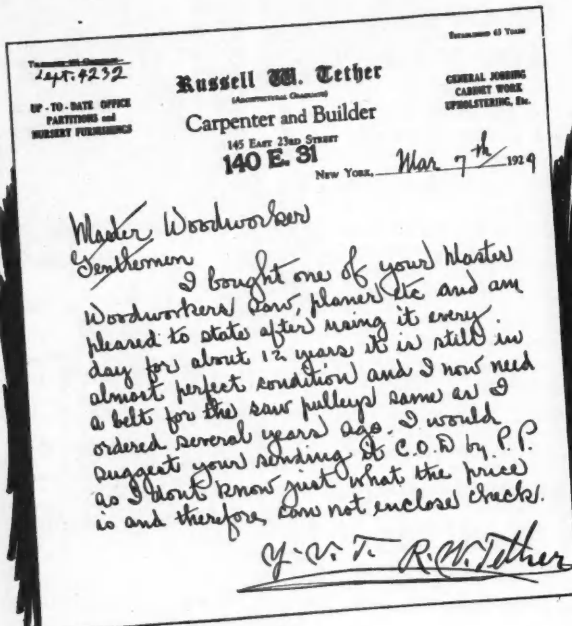 ESTABLISHED 45 YEARS
Lept. 4232
Russell W. Tether
(ARCHITECTURAL GRADUATE)
UP-TO-DATE OFFICE
PARTITIONS and
NURSERY FURNISHINGS
GENERAL JOBBING
CABINET WORK
UPHOLSTERING, Etc.
Carpenter and Builder
145 EAST 23RD STREET
140 E. 31
NEW YORK, Mar 7th 1929
Master Woodworker
Gentlemen
I bought one of your Master
Woodworkers Saw, planer etc and am
pleased to state after using it every
day for about 12 years it is still in
almost perfect condition and I now need
a belt for the saw pulleys same as I
ordered several years ago. I would
suggest your sending it C.O.D by P.P.
as I dont know just what the price
is and therefore can not enclose check.
Y.V.T. R.W. Tether